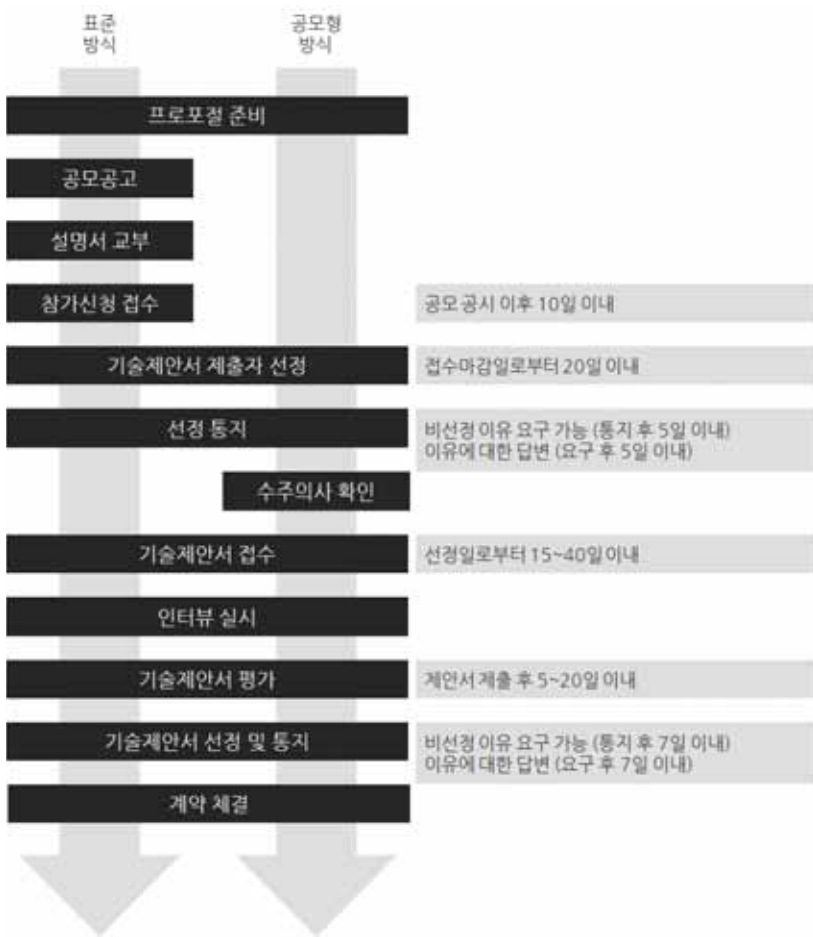 표준
방식
공모형
방식
프로포절 준비
공모공고
설명서 교부
참가신청 접수
공모 공시 이후 10일 이내
기술제안서 제출자 선정
접수마감일로부터 20일 이내
선정 통지
비선정 이유 요구 가능 (통지 후 5일 이내)
이유에 대한 답변 (요구 후 5일 이내)
수주의사 확인
기술제안서 접수
선정일로부터 15~40일 이내
인터뷰 실시
기술제안서 평가
제안서 제출 후 5~20일 이내
기술제안서 선정 및 통지
비선정 이유 요구 가능 (통지 후 7일 이내)
이유에 대한 답변 (요구 후 7일 이내)
계약 체결